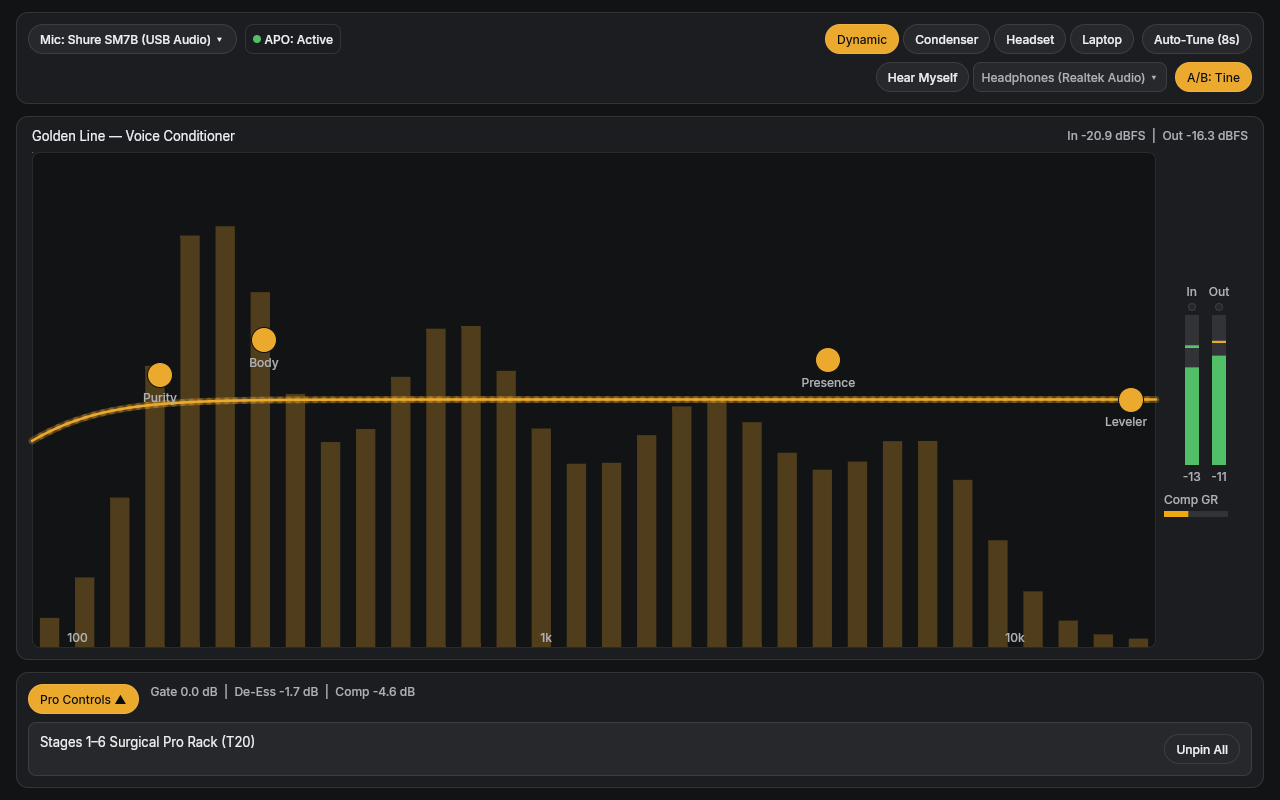 Mic: Shure SM7B (USB Audio) ▾
APO: Active
Dynamic
Condenser
Headset
Laptop
Auto-Tune (8s)
Hear Myself
Headphones (Realtek Audio) ▾
A/B: Tine
Golden Line — Voice Conditioner
In -20.9 dBFS | Out -16.3 dBFS
Body
Purity
Presence
Leveler
In
Out
-13
-11
Comp GR
100
1k
10k
Pro Controls ▲
Gate 0.0 dB | De-Ess -1.7 dB | Comp -4.6 dB
Stages 1–6 Surgical Pro Rack (T20)
Unpin All